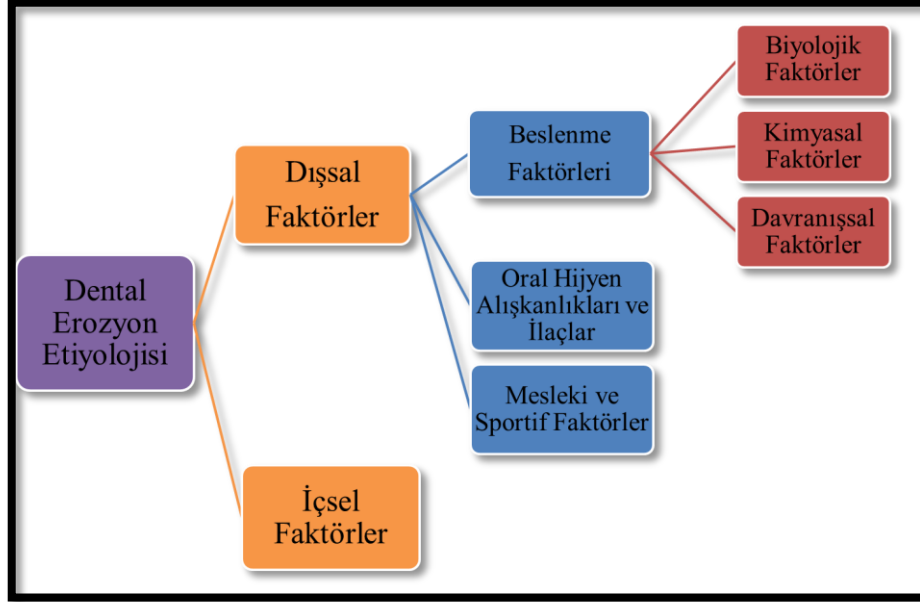 Dental
Erozyon
Etiyolojisi
Dışsal
Faktörler
İçsel
Faktörler
Beslenme
Faktörleri
Oral Hijyen
Alışkanlıkları ve
İlaçlar
Mesleki ve
Sportif Faktörler
Biyolojik
Faktörler
Kimyasal
Faktörler
Davranışsal
Faktörler